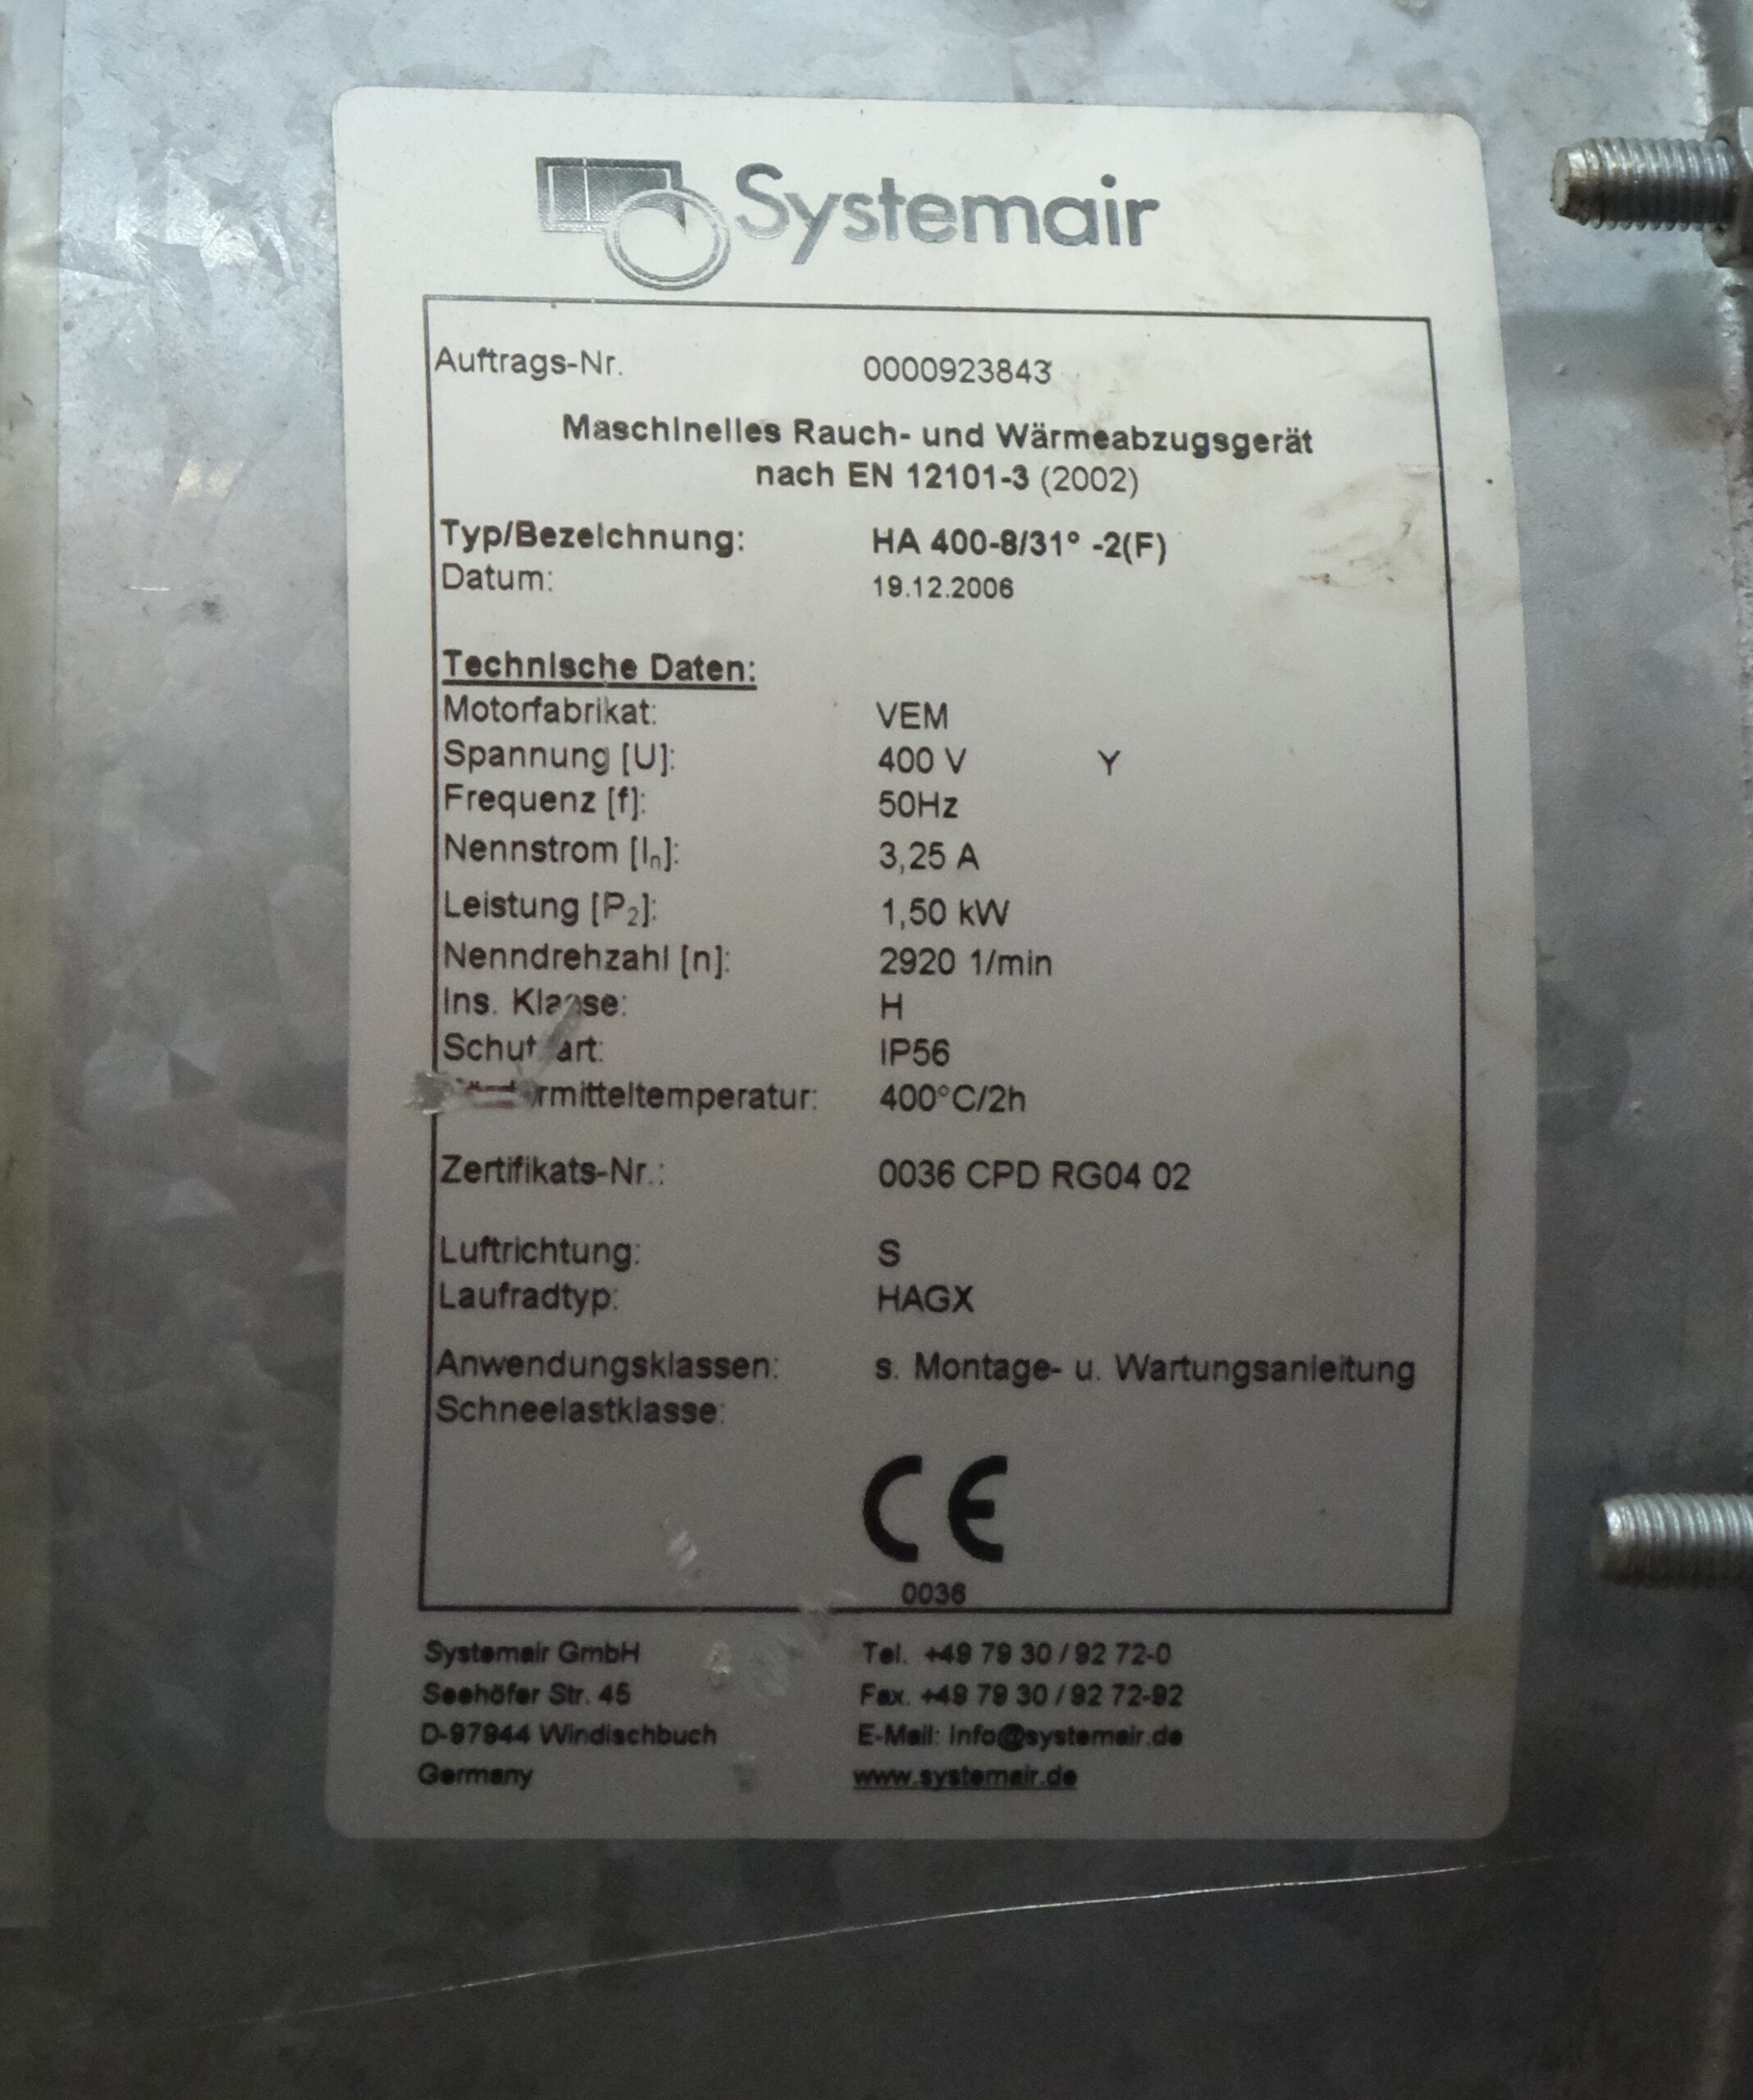 Systemair
Auftrags-Nr. 0000923843
Maschinelles Rauch- und Wärmeabzugsgerät
nach EN 12101-3 (2002)
Typ/Bezeichnung: HA 400-8/31° -2(F)
Datum: 19.12.2006
Technische Daten:
Motorfabrikat: VEM
Spannung [U]: 400 V Y
Frequenz [f]: 50Hz
Nennstrom [Iₙ]: 3,25 A
Leistung [P₂]: 1,50 kW
Nenndrehzahl [n]: 2920 1/min
Ins. Klasse: H
Schutzart: IP56
400°C/2h
Zertifikats-Nr.: 0036 CPD RG04 02
Luftrichtung: S
Laufradtyp: HAGX
Anwendungsklassen: s. Montage- u. Wartungsanleitung
Schneelastklasse:
CE
0036
Systemair GmbH Tel. +49 79 30 / 92 72-0
Seehöfer Str. 45 Fax. +49 79 30 / 92 72-92
D-97944 Windischbuch E-Mail: info@systemair.de
Germany www.systemair.de